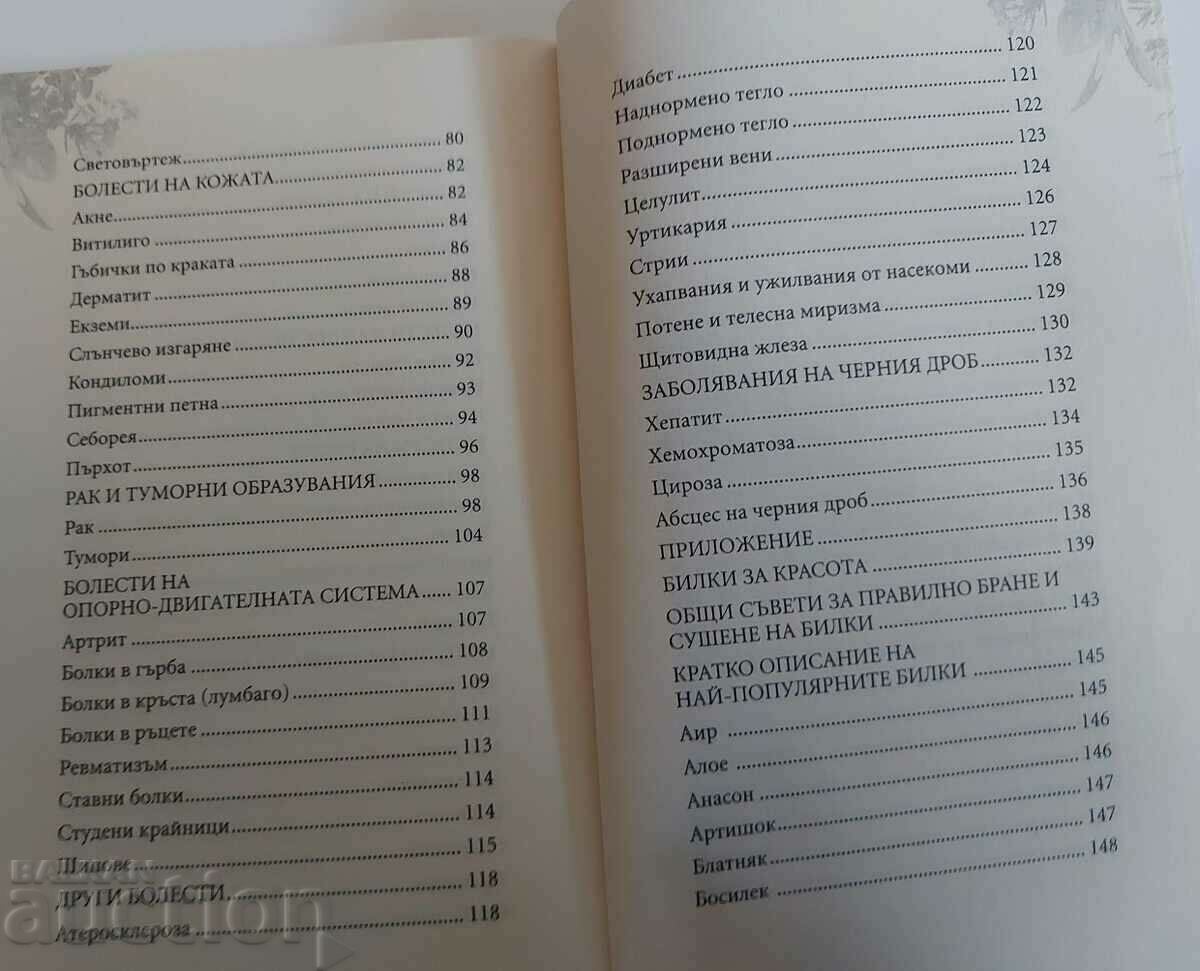 Световъртеж.......... 80
БОЛЕСТИ НА КОЖАТА.......... 82
Акне.......... 82
Витилиго .......... 84
Гъбички по краката .......... 86
Дерматит .......... 88
Екземи.......... 89
Слънчево изгаряне .......... 90
Кондиломи.......... 92
Пигментни петна.......... 93
Себорея.......... 94
Пърхот.......... 96
РАК И ТУМОРНИ ОБРАЗУВАНИЯ .......... 98
Рак .......... 98
Тумори.......... 104
БОЛЕСТИ НА
ОПОРНО-ДВИГАТЕЛНАТА СИСТЕМА.......... 107
Артрит .......... 107
Болки в гърба .......... 108
Болки в кръста (лумбаго).......... 109
Болки в ръцете.......... 111
Ревматизъм.......... 113
Ставни болки.......... 114
Студени крайници.......... 114
Шипове .......... 115
ДРУГИ БОЛЕСТИ.......... 118
Атеросклероза .......... 118
Диабет .......... 120
Наднормено тегло .......... 121
Поднормено тегло .......... 122
Разширени вени .......... 123
Целулит.......... 124
Уртикария .......... 126
Стрии .......... 127
Ухапвания и ужилвания от насекоми .......... 128
Потене и телесна миризма.......... 129
Щитовидна жлеза .......... 130
ЗАБОЛЯВАНИЯ НА ЧЕРНИЯ ДРОБ.......... 132
Хепатит.......... 132
Хемохроматоза.......... 134
Цироза.......... 135
Абсцес на черния дроб.......... 136
ПРИЛОЖЕНИЕ.......... 138
БИЛКИ ЗА КРАСОТА .......... 139
ОБЩИ СЪВЕТИ ЗА ПРАВИЛНО БРАНЕ И
СУШЕНЕ НА БИЛКИ .......... 143
КРАТКО ОПИСАНИЕ НА
НАЙ-ПОПУЛЯРНИТЕ БИЛКИ .......... 145
Аир .......... 145
Алое .......... 146
Анасон .......... 146
Артишок.......... 147
Блатняк .......... 147
Босилек .......... 148
BALKAN
auction